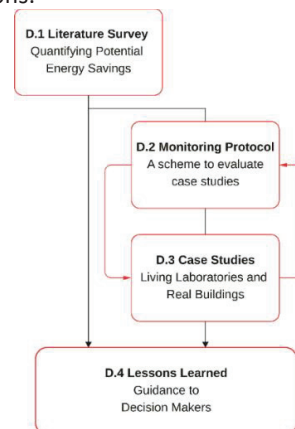 D.1 Literature Survey
Quantifying Potential
Energy Savings
D.2 Monitoring Protocol
A scheme to evaluate
case studies
D.3 Case Studies
Living Laboratories and
Real Buildings
D.4 Lessons Learned
Guidance to
Decision Makers